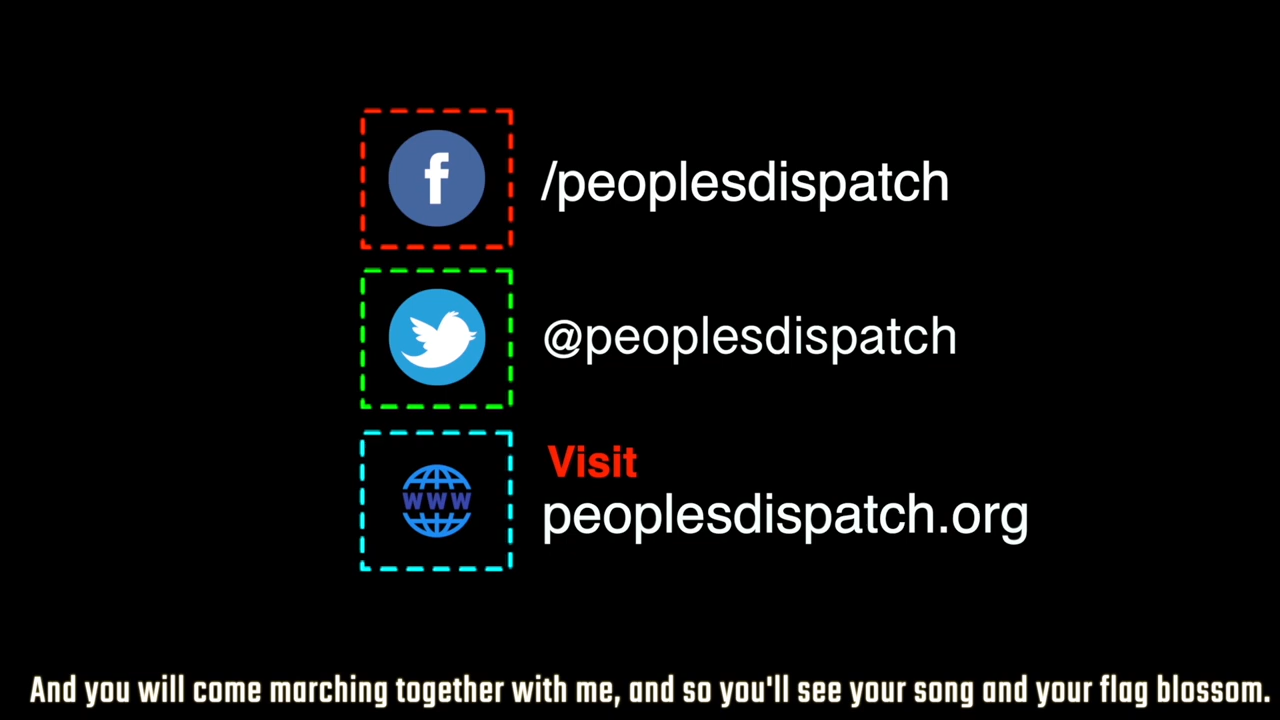 f
/peoplesdispatch
@peoplesdispatch
Visit
www
peoplesdispatch.org
And you will come marching together with me, and so you'll see your song and your flag blossom.